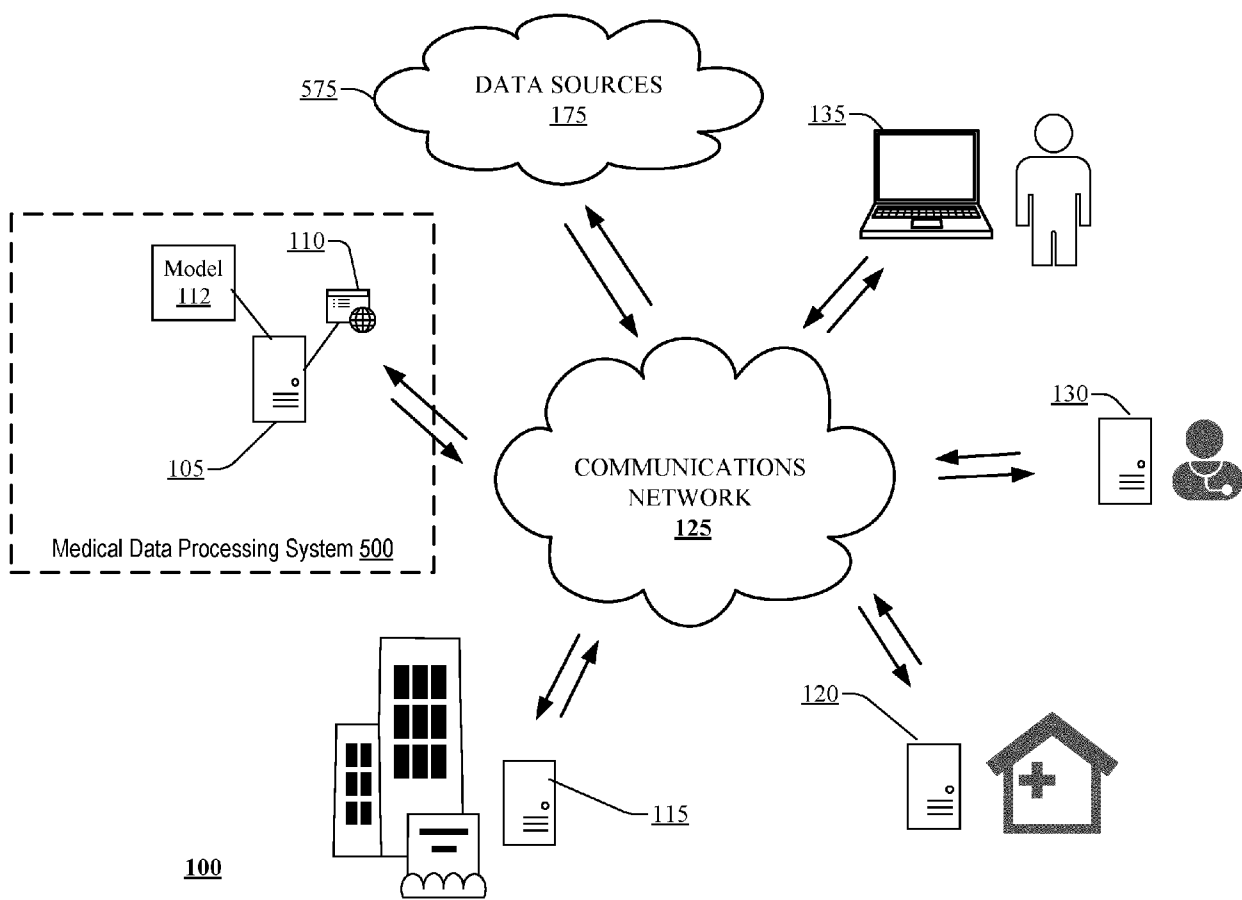 DATA SOURCES
175
575
135
110
Model
112
130
COMMUNICATIONS
NETWORK
125
105
Medical Data Processing System 500
120
115
100